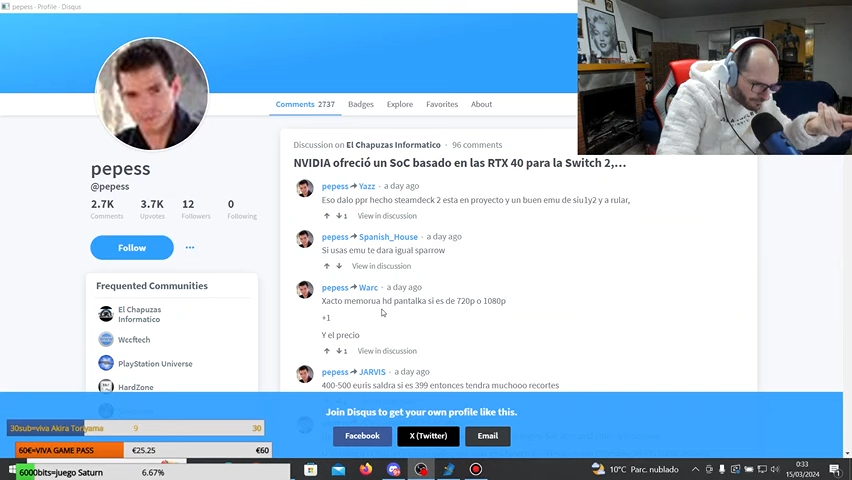 pepess - Profile - Disqus
Comments 2737
Badges
Explore
Favorites
About
pepess
@pepess
2.7K
3.7K
12
0
Comments
Upvotes
Followers
Following
Follow
Frequented Communities
El Chapuzas
Informatico
Wccftech
PlayStation Universe
HardZone
Discussion on El Chapuzas Informatico · 96 comments
NVIDIA ofreció un SoC basado en las RTX 40 para la Switch 2,...
pepess Yazz · a day ago
Eso dalo ppr hecho steamdeck 2 esta en proyecto y un buen emu de siu1y2 y a rular,
1 View in discussion
pepess Spanish_House · a day ago
Si usas emu te dara igual sparrow
View in discussion
pepess Warc · a day ago
Xacto memorua hd pantalka si es de 720p o 1080p
+1
Y el precio
1 View in discussion
pepess JARVIS · a day ago
400-500 euris saldra si es 399 entonces tendra muchooo recortes
Join Disqus to get your own profile like this.
Facebook
X (Twitter)
Email
30sub=viva Akira Toriyama 9 30
60€=VIVA GAME PASS €25.25 €60
6000bits=juego Saturn 6.67%
10°C Parc. nublado
0:33
15/03/2024